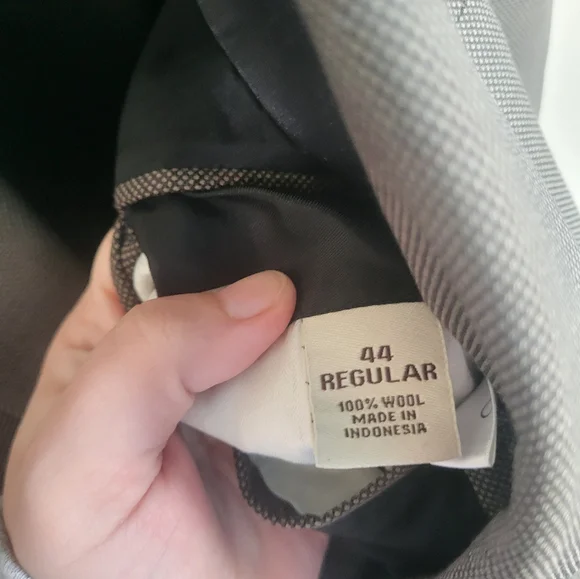 44
REGULAR
100% WOOL
MADE IN
INDONESIA